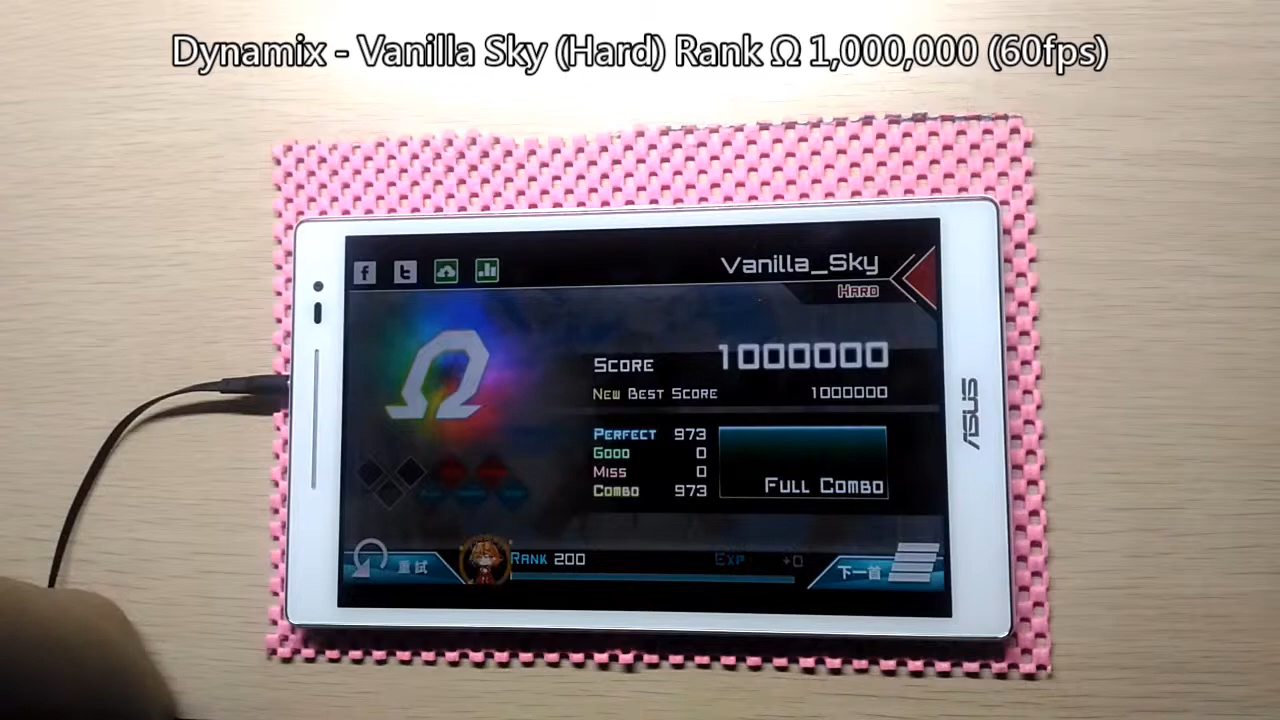 Dynamix - Vanilla Sky (Hard) Rank Ω 1,000,000 (60fps)
f t
Vanilla_Sky
Hard
Ω
Score 1000000
New Best Score 1000000
Perfect 973
Good 0
Miss 0
Combo 973
Full Combo
重試
Rank 200
Exp +0
下一首
ASUS